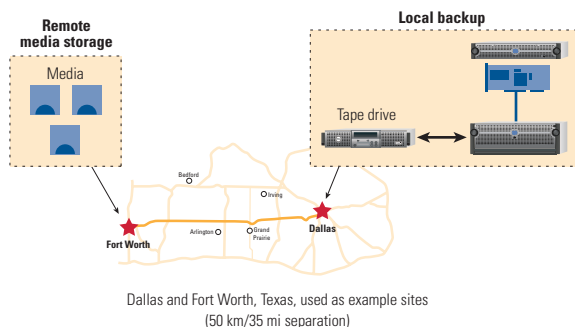 Remote
media storage
Media
Local backup
Tape drive
Bedford
Irving
Fort Worth
Arlington
Grand
Prairie
Dallas
Dallas and Fort Worth, Texas, used as example sites
(50 km/35 mi separation)